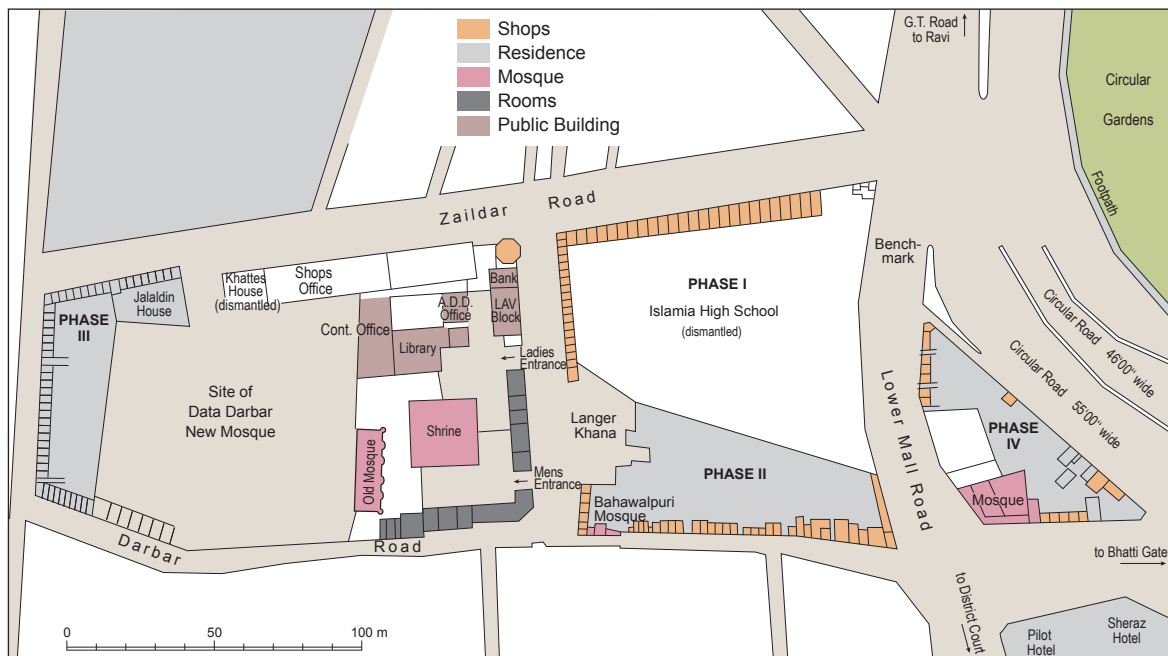 Shops
Residence
Mosque
Rooms
Public Building
G.T. Road
to Ravi
Circular
Gardens
Footpath
Zaildar Road
Bench-
mark
Khattes
House
(dismantled)
Shops
Office
Bank
LAV
Block
A.D.D.
Office
Cont. Office
Library
Ladies
Entrance
PHASE I
Islamia High School
(dismantled)
Circular Road 46'00" wide
Circular Road 55'00" wide
Jalaldin
House
PHASE
III
Site of
Data Darbar
New Mosque
Shrine
Old Mosque
Langer
Khana
Mens
Entrance
PHASE II
Bahawalpuri
Mosque
Lower Mall Road
PHASE
IV
Mosque
Darbar Road
to Bhatti Gate
to District Court
Pilot
Hotel
Sheraz
Hotel
0 50 100 m